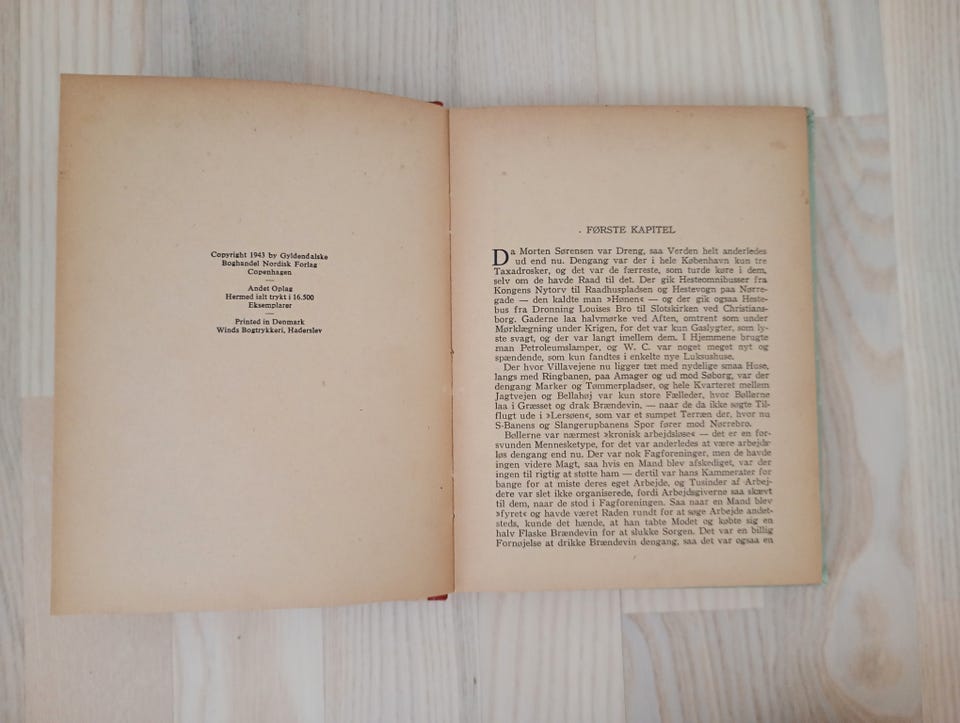 Copyright 1943 by Gyldendalske
Boghandel Nordisk Forlag
Copenhagen
Andet Oplag
Hermed ialt trykt i 16.500
Eksemplarer
Printed in Denmark
Winds Bogtrykkeri, Haderslev
FØRSTE KAPITEL
Da Morten Sørensen var Dreng, saa Verden helt anderledes
ud end nu. Dengang var der i hele København kun tre
Taxadrosker, og det var de færreste, som turde køre i dem,
selv om de havde Raad til det. Der gik Hesteomnibusser fra
Kongens Nytorv til Raadhuspladsen og Hestevogn paa Nørre-
gade — den kaldte man »Hønen« — og der gik ogsaa Heste-
bus fra Dronning Louises Bro til Slotskirken ved Christians-
borg. Gaderne laa halvmørke ved Aften, omtrent som under
Mørklægning under Krigen, for det var kun Gaslygter, som ly-
ste svagt, og der var langt imellem dem. I Hjemmene brugte
man Petroleumslamper, og W. C. var noget meget nyt og
spændende, som kun fandtes i enkelte nye Luksushuse.
Der hvor Villavejene nu ligger tæt med nydelige smaa Huse,
langs med Ringbanen, paa Amager og ud mod Søborg, var der
dengang Marker og Tømmerpladser, og hele Kvarteret mellem
Jagtvejen og Bellahøj var kun store Fælleder, hvor Bøllerne
laa i Græsset og drak Brændevin, — naar de da ikke søgte Til-
flugt ude i »Lersøen«, som var et sumpet Terræn der, hvor nu
S-Banens og Slangerupbanens Spor fører mod Nørrebro.
Bøllerne var nærmest »kronisk arbejdsløse« — det er en for-
svunden Mennesketype, for det var anderledes at være arbejds-
løs dengang end nu. Der var nok Fagforeninger, men de havde
ingen videre Magt, saa hvis en Mand blev afskediget, var der
ingen til rigtig at støtte ham — dertil var hans Kammerater for
bange for at miste deres eget Arbejde, og Tusinder af Arbej-
dere var slet ikke organiserede, fordi Arbejdsgiverne saa skævt
til dem, naar de stod i Fagforeningen. Saa naar en Mand blev
»fyret« og havde været Raden rundt for at søge Arbejde andet-
steds, kunde det hænde, at han tabte Modet og købte sig en
halv Flaske Brændevin for at slukke Sorgen. Det var en billig
Fornøjelse at drikke Brændevin dengang, saa det var ogsaa en